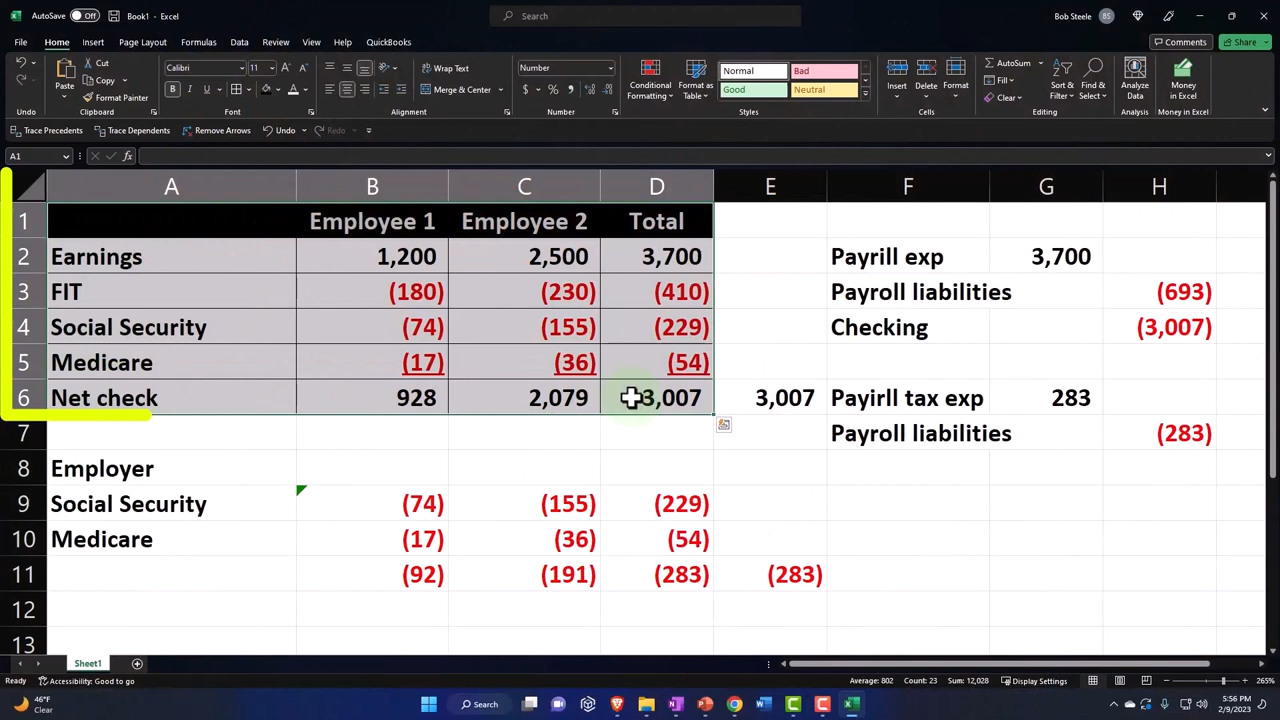 AutoSave Off Book1 - Excel Search Bob Steele BS
File Home Insert Page Layout Formulas Data Review View Help QuickBooks Comments Share
Cut Calibri 11 Wrap Text Number Normal Bad AutoSum
Paste Copy Conditional Formatting Format as Table Insert Delete Format Fill Sort & Filter Find & Select Analyze Data Money in Excel
Format Painter B I U Merge & Center $ % Good Neutral Clear
Undo Clipboard Font Alignment Number Styles Cells Editing Analysis Money in Excel
Trace Precedents Trace Dependents Remove Arrows Undo Redo
A1 fx
A B C D E F G H
1 Employee 1 Employee 2 Total
2 Earnings 1,200 2,500 3,700 Payrill exp 3,700
3 FIT (180) (230) (410) Payroll liabilities (693)
4 Social Security (74) (155) (229) Checking (3,007)
5 Medicare (17) (36) (54)
6 Net check 928 2,079 3,007 3,007 Payirll tax exp 283
7 Payroll liabilities (283)
8 Employer
9 Social Security (74) (155) (229)
10 Medicare (17) (36) (54)
11 (92) (191) (283) (283)
12
13
Sheet1
Ready Accessibility: Good to go Average: 802 Count: 23 Sum: 12,028 Display Settings 265%
46°F
Clear
Search
5:56 PM
2/9/2023